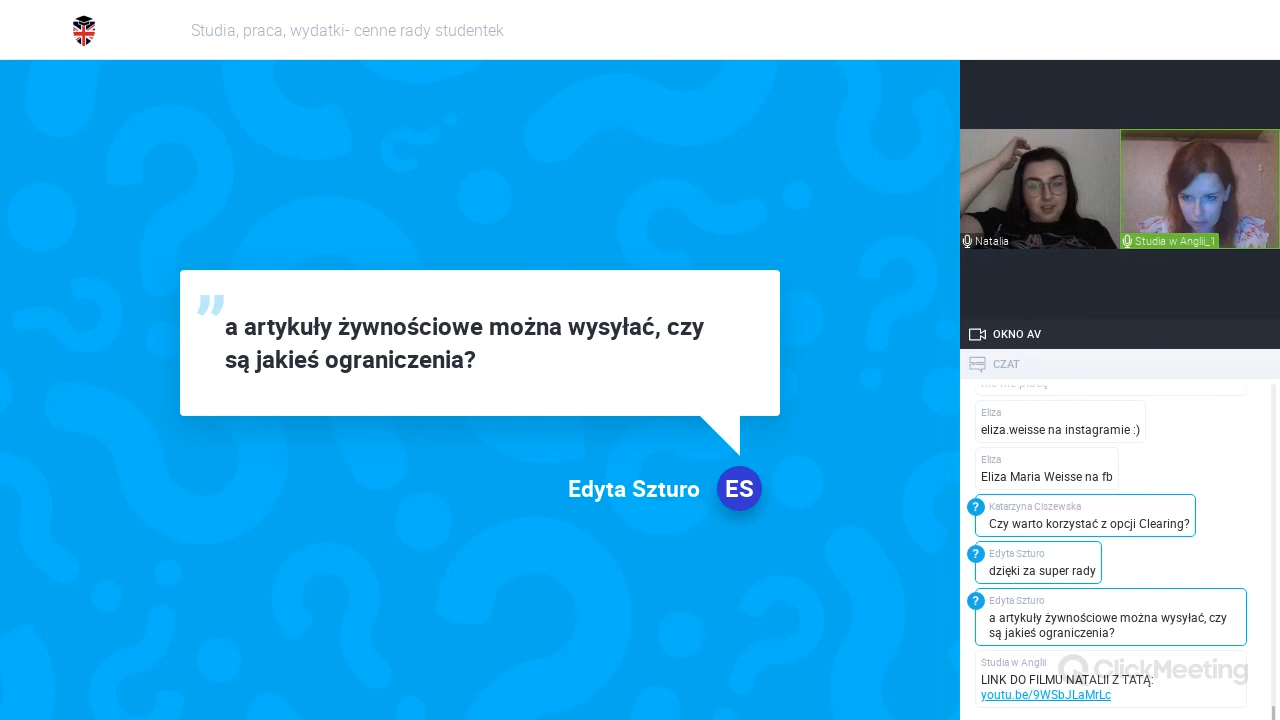 Studia, praca, wydatki- cenne rady studentek
a artykuły żywnościowe można wysyłać, czy
są jakieś ograniczenia?
Edyta Szturo
ES
Natalia
Studia w Anglii_1
OKNO AV
CZAT
Eliza
eliza.weisse na instagramie :)
Eliza
Eliza Maria Weisse na fb
?
Katarzyna Ciszewska
Czy warto korzystać z opcji Clearing?
?
Edyta Szturo
dzięki za super rady
?
Edyta Szturo
a artykuły żywnościowe można wysyłać, czy
są jakieś ograniczenia?
Studia w Anglii
LINK DO FILMU NATALII Z TATĄ:
youtu.be/9WSbJLaMrLc
ClickMeeting